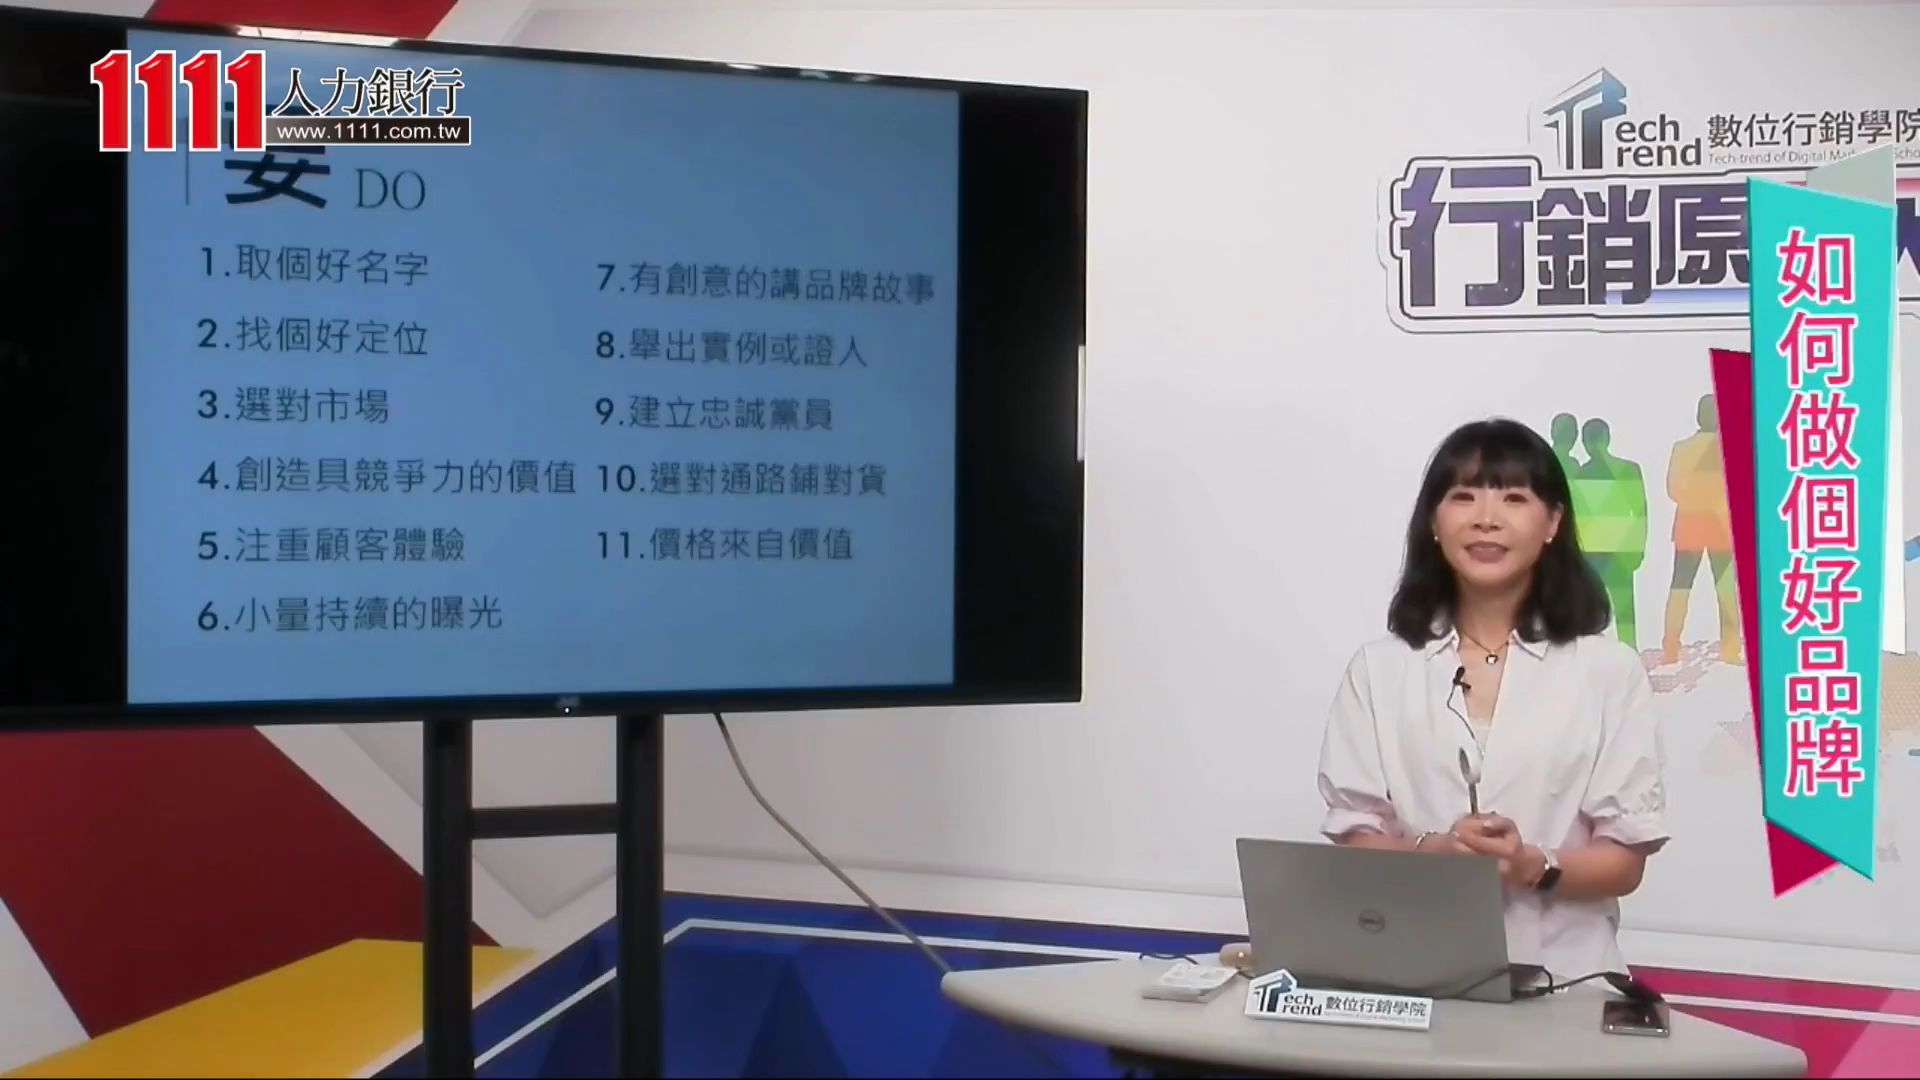 1111人力銀行
www.1111.com.tw
要 DO
1.取個好名字
2.找個好定位
3.選對市場
4.創造具競爭力的價值
5.注重顧客體驗
6.小量持續的曝光
7.有創意的講品牌故事
8.舉出實例或證人
9.建立忠誠黨員
10.選對通路鋪對貨
11.價格來自價值
Tech Trend 數位行銷學院
Tech-trend of Digital
行銷原
如何做個好品牌
DELL
Tech Trend 數位行銷學院